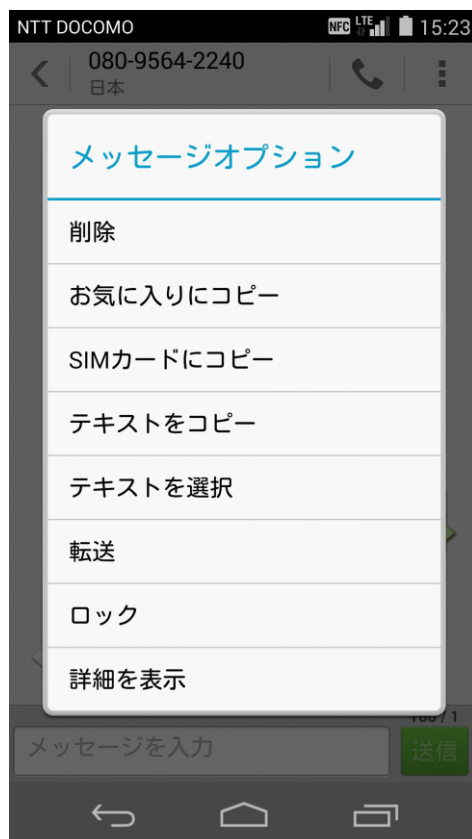 NTT DOCOMO NFC LTE 15:23
080-9564-2240
日本
メッセージオプション
削除
お気に入りにコピー
SIMカードにコピー
テキストをコピー
テキストを選択
転送
ロック
詳細を表示
160 / 1
メッセージを入力 送信